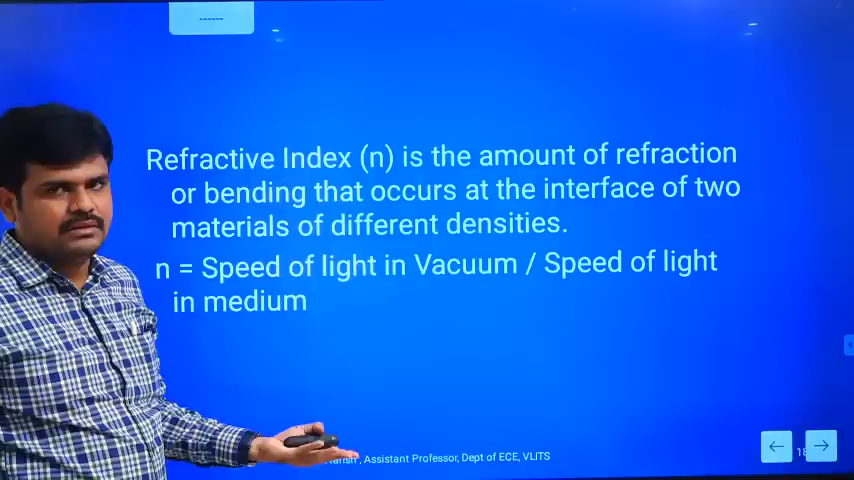 ------
Refractive Index (n) is the amount of refraction
or bending that occurs at the interface of two
materials of different densities.
n = Speed of light in Vacuum / Speed of light
in medium
, Assistant Professor, Dept of ECE, VLITS